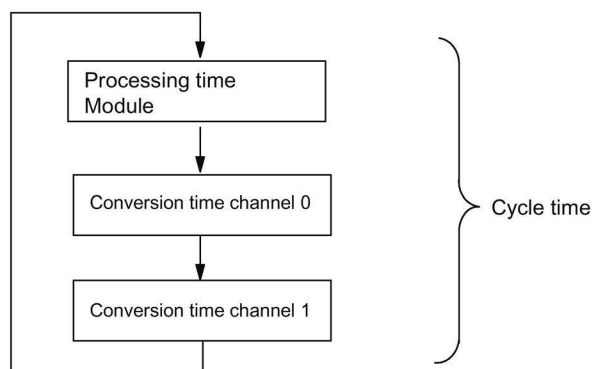 Processing time
Module
Conversion time channel 0
Cycle time
Conversion time channel 1